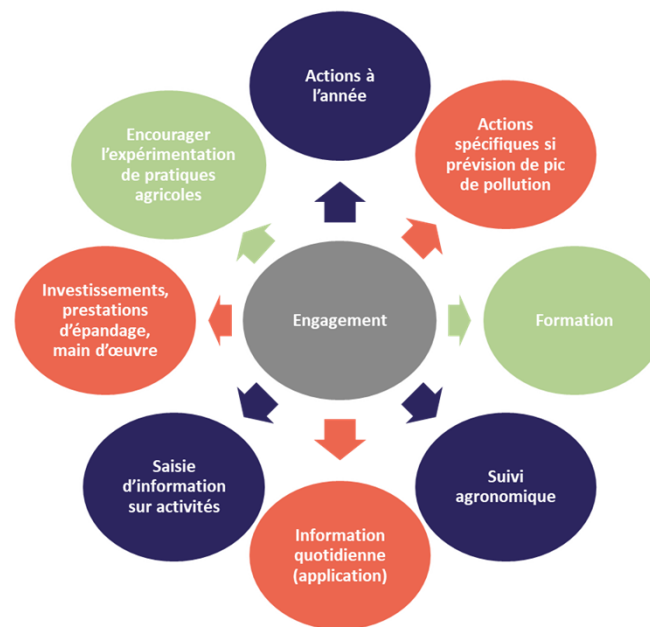 Actions à
l'année
Actions
spécifiques si
prévision de pic
de pollution
Formation
Suivi
agronomique
Information
quotidienne
(application)
Saisie
d'information
sur activités
Investissements,
prestations
d'épandage,
main d'œuvre
Encourager
l'expérimentation
de pratiques
agricoles
Engagement